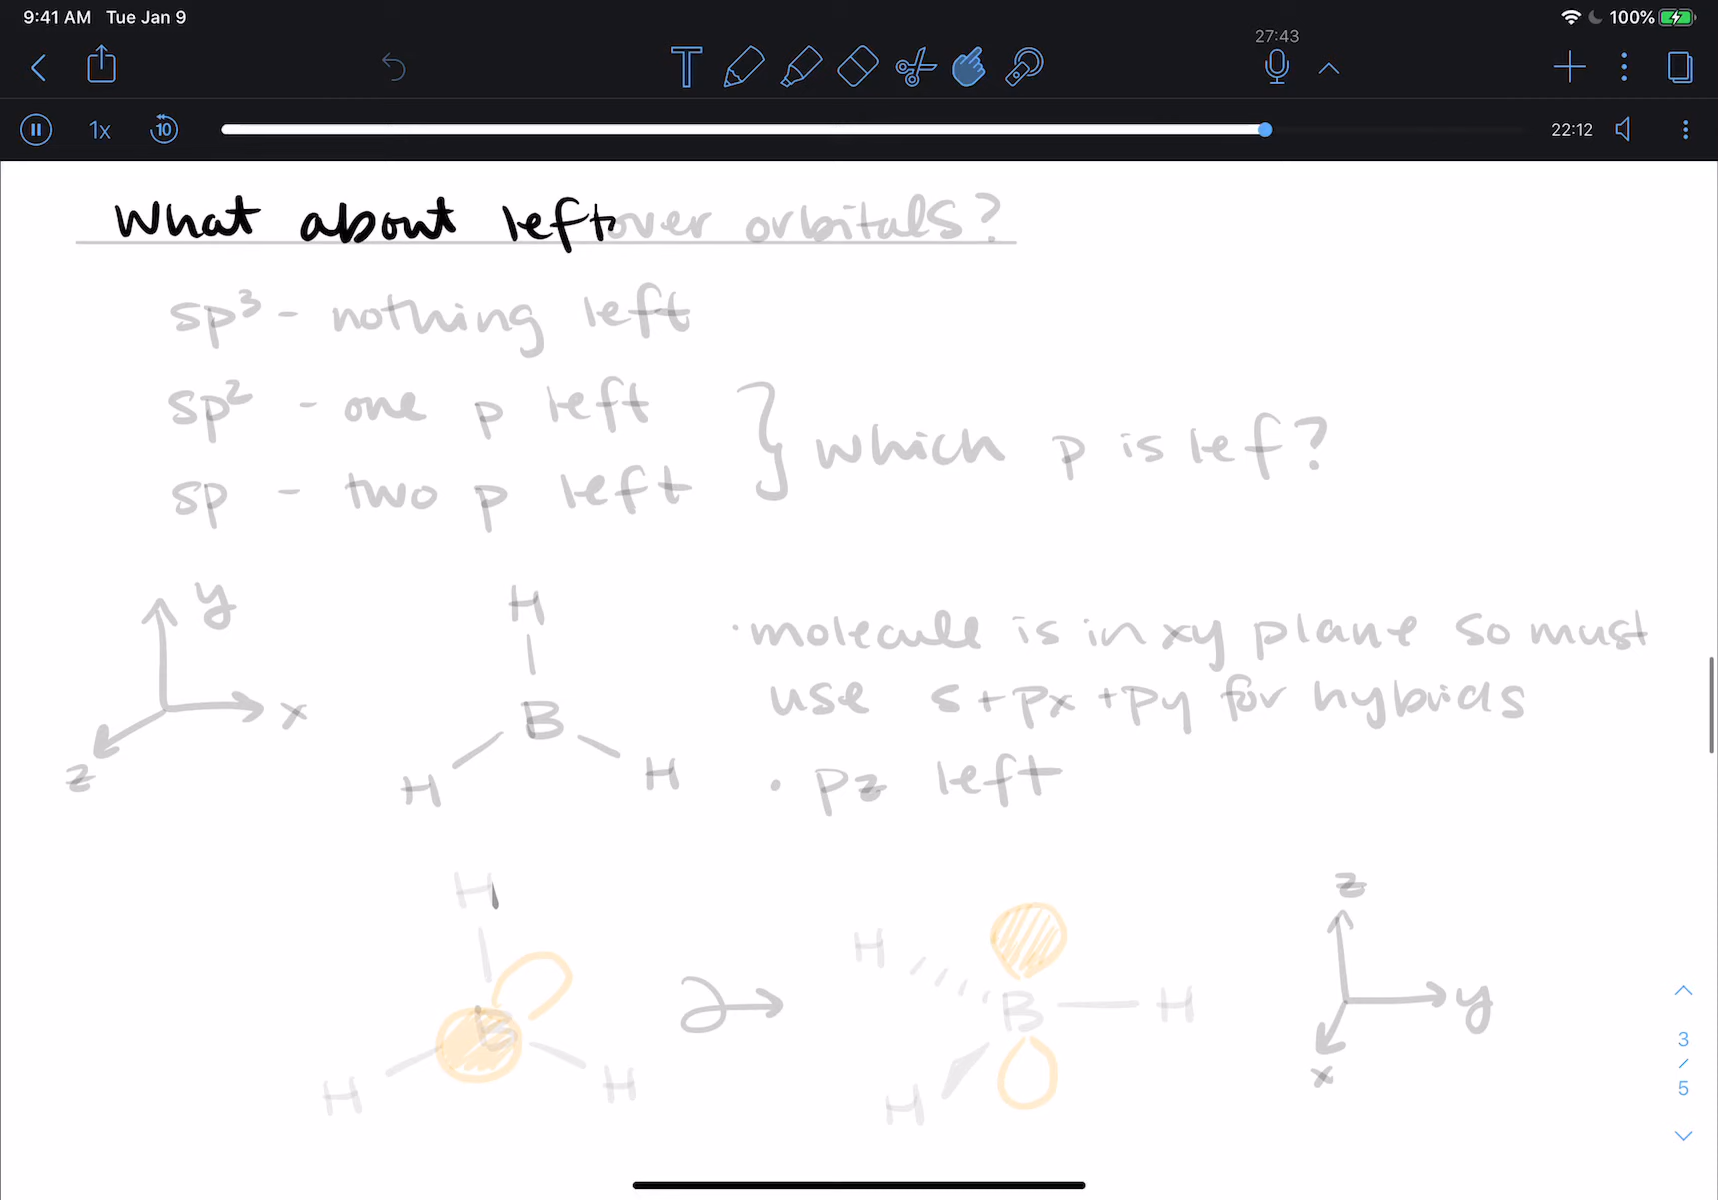 9:41 AM Tue Jan 9
100%
27:43
1x
10
22:12
What about leftover orbitals?
sp³ - nothing left
sp² - one p left
sp - two p left
} which p is lef?
y
x
z
H
B
H
H
· molecule is in xy plane so must
use s+px+py for hybrids
· pz left
H
B
H
H
H
B
H
H
z
y
x
3
/
5